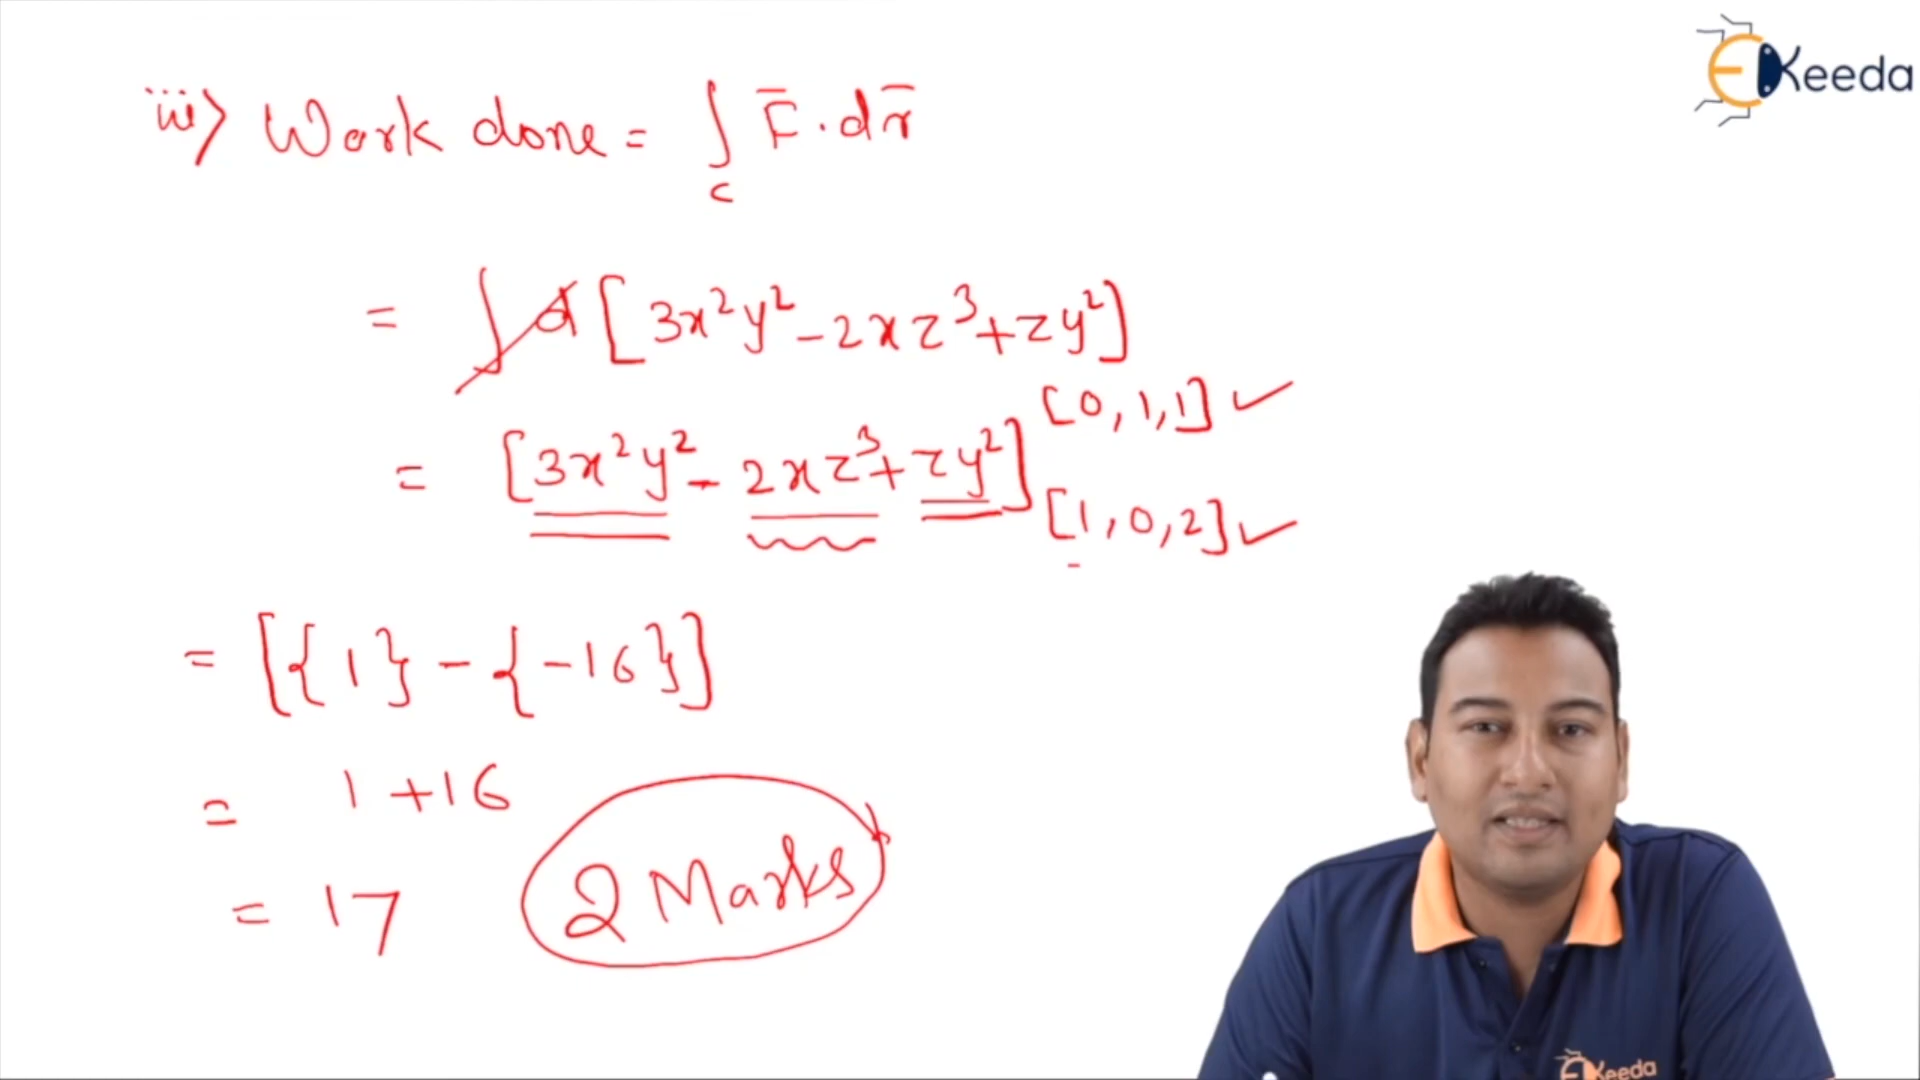 EKeeda
iii) Work done = ∫_C F̅ · dr̅
= ∫ d [3x²y² - 2xz³ + zy²]
= [3x²y² - 2xz³ + zy²] [0, 1, 1] ✓ [1, 0, 2] ✓
= [{1} - {-16}]
= 1 + 16
= 17
2 Marks
EKeeda